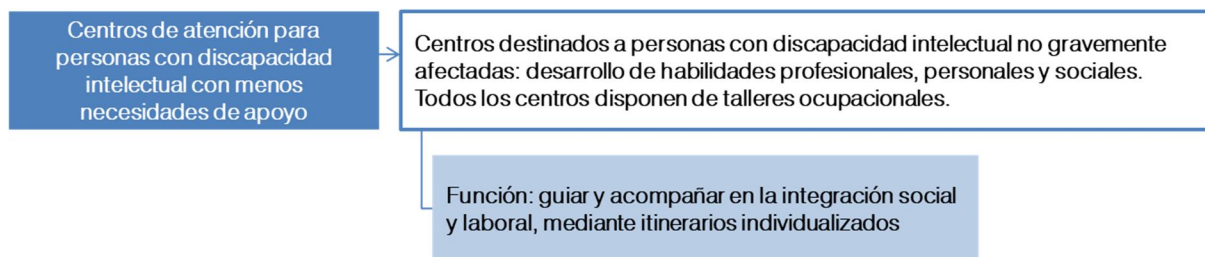 Centros de atención para
personas con discapacidad
intelectual con menos
necesidades de apoyo
Centros destinados a personas con discapacidad intelectual no gravemente
afectadas: desarrollo de habilidades profesionales, personales y sociales.
Todos los centros disponen de talleres ocupacionales.
Función: guiar y acompañar en la integración social
y laboral, mediante itinerarios individualizados